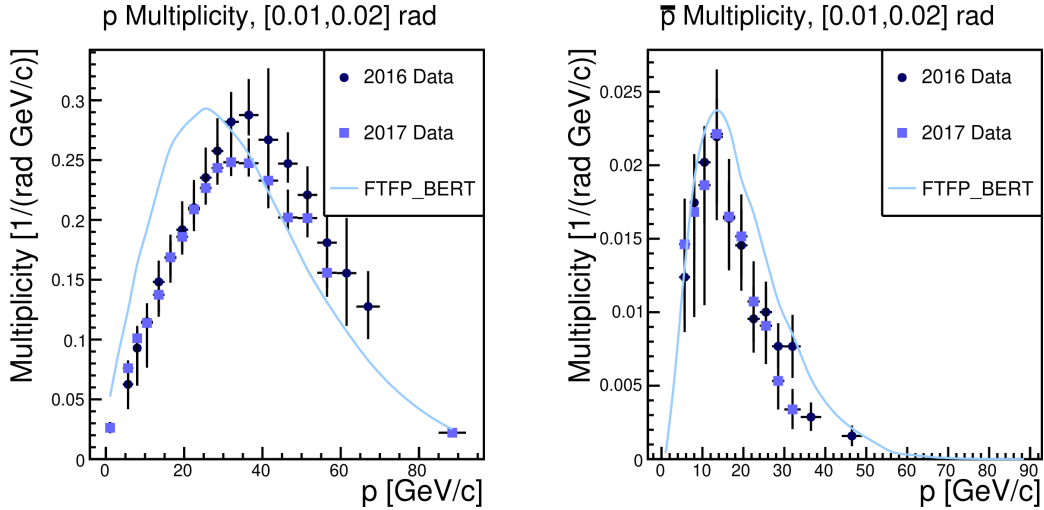 p Multiplicity, [0.01,0.02] rad
Multiplicity [1/(rad GeV/c)]
0.3
0.25
0.2
0.15
0.1
0.05
0
0 20 40 60 80
p [GeV/c]
2016 Data
2017 Data
FTFP_BERT
p̅ Multiplicity, [0.01,0.02] rad
Multiplicity [1/(rad GeV/c)]
0.025
0.02
0.015
0.01
0.005
0
0 10 20 30 40 50 60 70 80 90
p [GeV/c]
2016 Data
2017 Data
FTFP_BERT